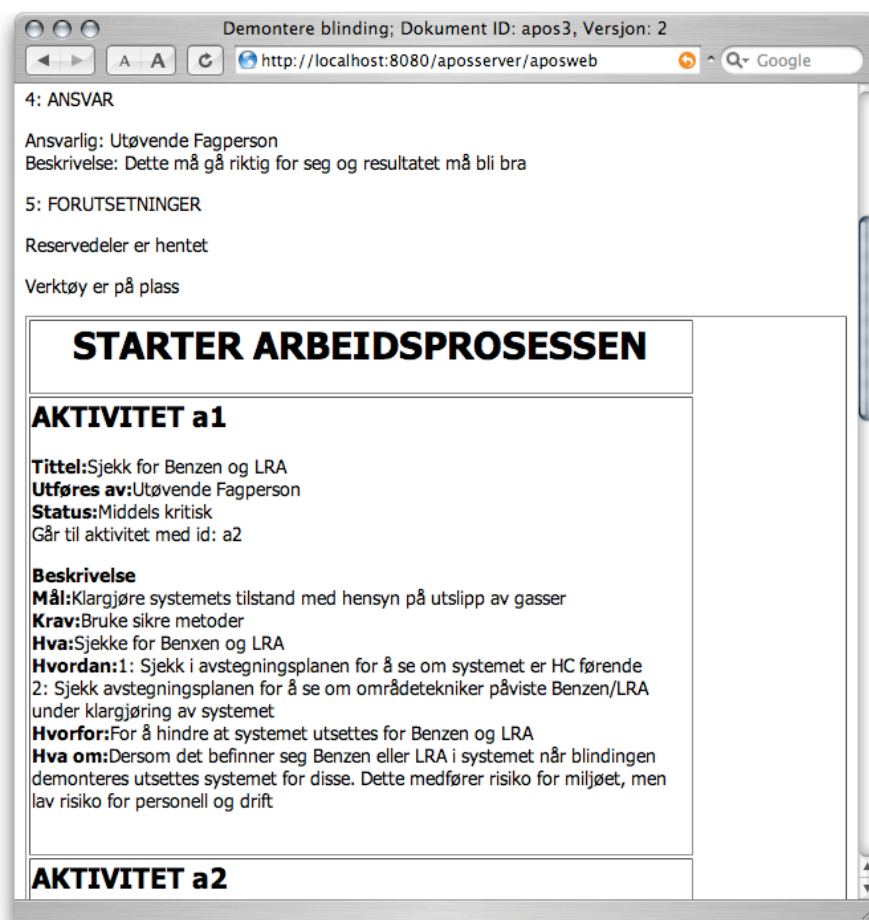 Demontere blinding; Dokument ID: apos3, Versjon: 2
A A http://localhost:8080/aposserver/aposweb Google
4: ANSVAR
Ansvarlig: Utøvende Fagperson
Beskrivelse: Dette må gå riktig for seg og resultatet må bli bra
5: FORUTSETNINGER
Reservedeler er hentet
Verktøy er på plass
STARTER ARBEIDSPROSESSEN
AKTIVITET a1
Tittel:Sjekk for Benzen og LRA
Utføres av:Utøvende Fagperson
Status:Middels kritisk
Går til aktivitet med id: a2
Beskrivelse
Mål:Klargjøre systemets tilstand med hensyn på utslipp av gasser
Krav:Bruke sikre metoder
Hva:Sjekke for Benxen og LRA
Hvordan:1: Sjekk i avstegningsplanen for å se om systemet er HC førende
2: Sjekk avstegningsplanen for å se om områdetekniker påviste Benzen/LRA
under klargjøring av systemet
Hvorfor:For å hindre at systemet utsettes for Benzen og LRA
Hva om:Dersom det befinner seg Benzen eller LRA i systemet når blindingen
demonteres utsettes systemet for disse. Dette medfører risiko for miljøet, men
lav risiko for personell og drift
AKTIVITET a2